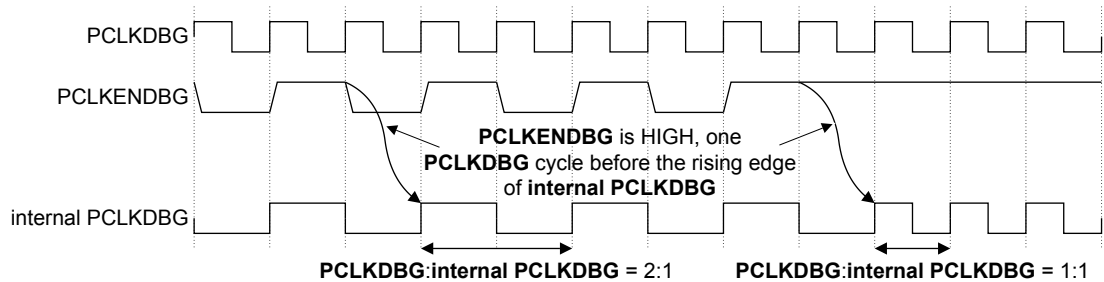 PCLKDBG
PCLKENDBG
PCLKENDBG is HIGH, one
PCLKDBG cycle before the rising edge
of internal PCLKDBG
internal PCLKDBG
PCLKDBG:internal PCLKDBG = 2:1
PCLKDBG:internal PCLKDBG = 1:1